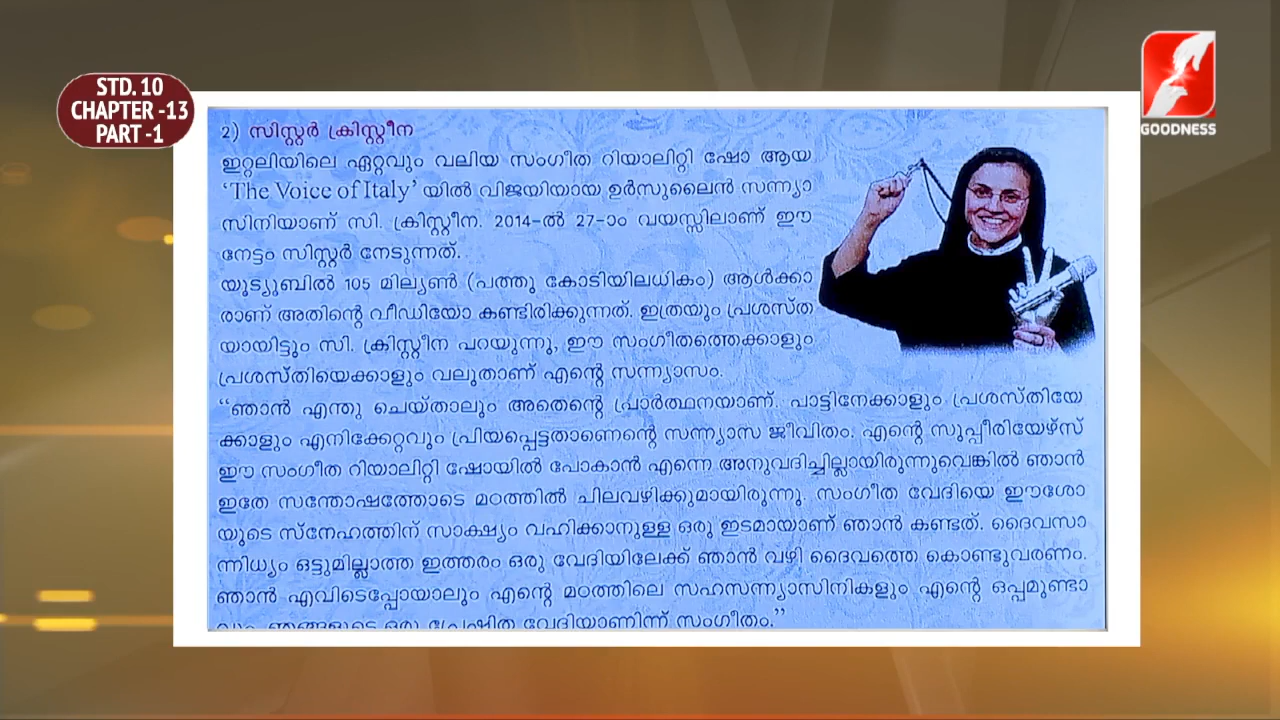 STD. 10
CHAPTER -13
PART -1
GOODNESS
2) സിസ്റ്റർ ക്രിസ്റ്റീന
ഇറ്റലിയിലെ ഏറ്റവും വലിയ സംഗീത റിയാലിറ്റി ഷോ ആയ
‘The Voice of Italy’ യിൽ വിജയിയായ ഉർസുലൈൻ സന്ന്യാ
സിനിയാണ് സി. ക്രിസ്റ്റീന. 2014-ൽ 27-ാം വയസ്സിലാണ് ഈ
നേട്ടം സിസ്റ്റർ നേടുന്നത്.
യുട്യുബിൽ 105 മില്യൺ (പത്തു കോടിയിലധികം) ആൾക്കാ
രാണ് അതിന്റെ വീഡിയോ കണ്ടിരിക്കുന്നത്. ഇത്രയും പ്രശസ്ത
യായിട്ടും സി. ക്രിസ്റ്റീന പറയുന്നു, ഈ സംഗീതത്തെക്കാളും
പ്രശസ്തിയെക്കാളും വലുതാണ് എന്റെ സന്ന്യാസം.
“ഞാൻ എന്തു ചെയ്താലും അതെന്റെ പ്രാർത്ഥനയാണ്. പാട്ടിനേക്കാളും പ്രശസ്തിയേ
ക്കാളും എനിക്കേറ്റവും പ്രിയപ്പെട്ടതാണെന്റെ സന്ന്യാസ ജീവിതം. എന്റെ സുപ്പീരിയേഴ്സ്
ഈ സംഗീത റിയാലിറ്റി ഷോയിൽ പോകാൻ എന്നെ അനുവദിച്ചില്ലായിരുന്നുവെങ്കിൽ ഞാൻ
ഇതേ സന്തോഷത്തോടെ മഠത്തിൽ ചിലവഴിക്കുമായിരുന്നു. സംഗീത വേദിയെ ഈശോ
യുടെ സ്നേഹത്തിന് സാക്ഷ്യം വഹിക്കാനുള്ള ഒരു ഇടമായാണ് ഞാൻ കണ്ടത്. ദൈവസാ
ന്നിധ്യം ഒട്ടുമില്ലാത്ത ഇത്തരം ഒരു വേദിയിലേക്ക് ഞാൻ വഴി ദൈവത്തെ കൊണ്ടുവരണം.
ഞാൻ എവിടെപ്പോയാലും എന്റെ മഠത്തിലെ സഹസന്ന്യാസിനികളും എന്റെ ഒപ്പമുണ്ടാ
വും. ഞങ്ങളുടെ ഒരു പ്രേഷിത വേദിയാണിന്ന് സംഗീതം.”